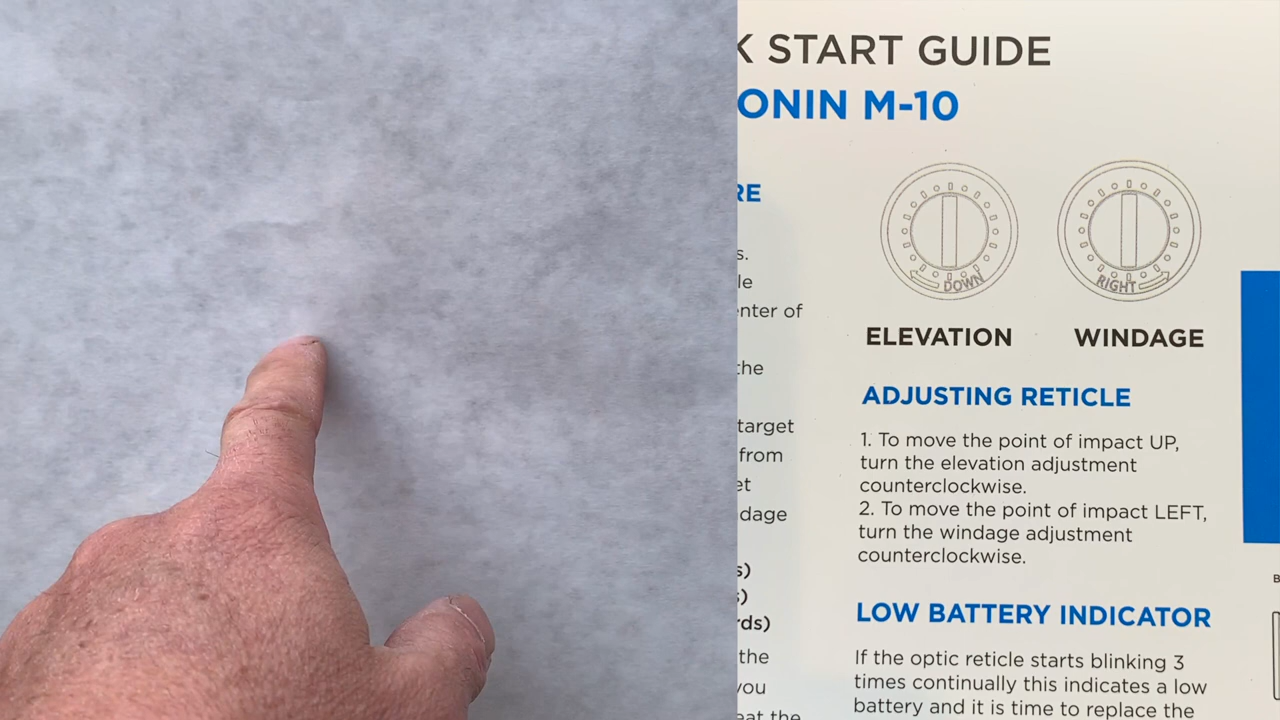 START GUIDE
ONIN M-10
RE
s.
le
nter of
the
target
from
et
dage
s)
s)
rds)
the
you
eat the
DOWN
RIGHT
ELEVATION WINDAGE
ADJUSTING RETICLE
1. To move the point of impact UP,
turn the elevation adjustment
counterclockwise.
2. To move the point of impact LEFT,
turn the windage adjustment
counterclockwise.
LOW BATTERY INDICATOR
If the optic reticle starts blinking 3
times continually this indicates a low
battery and it is time to replace the
B